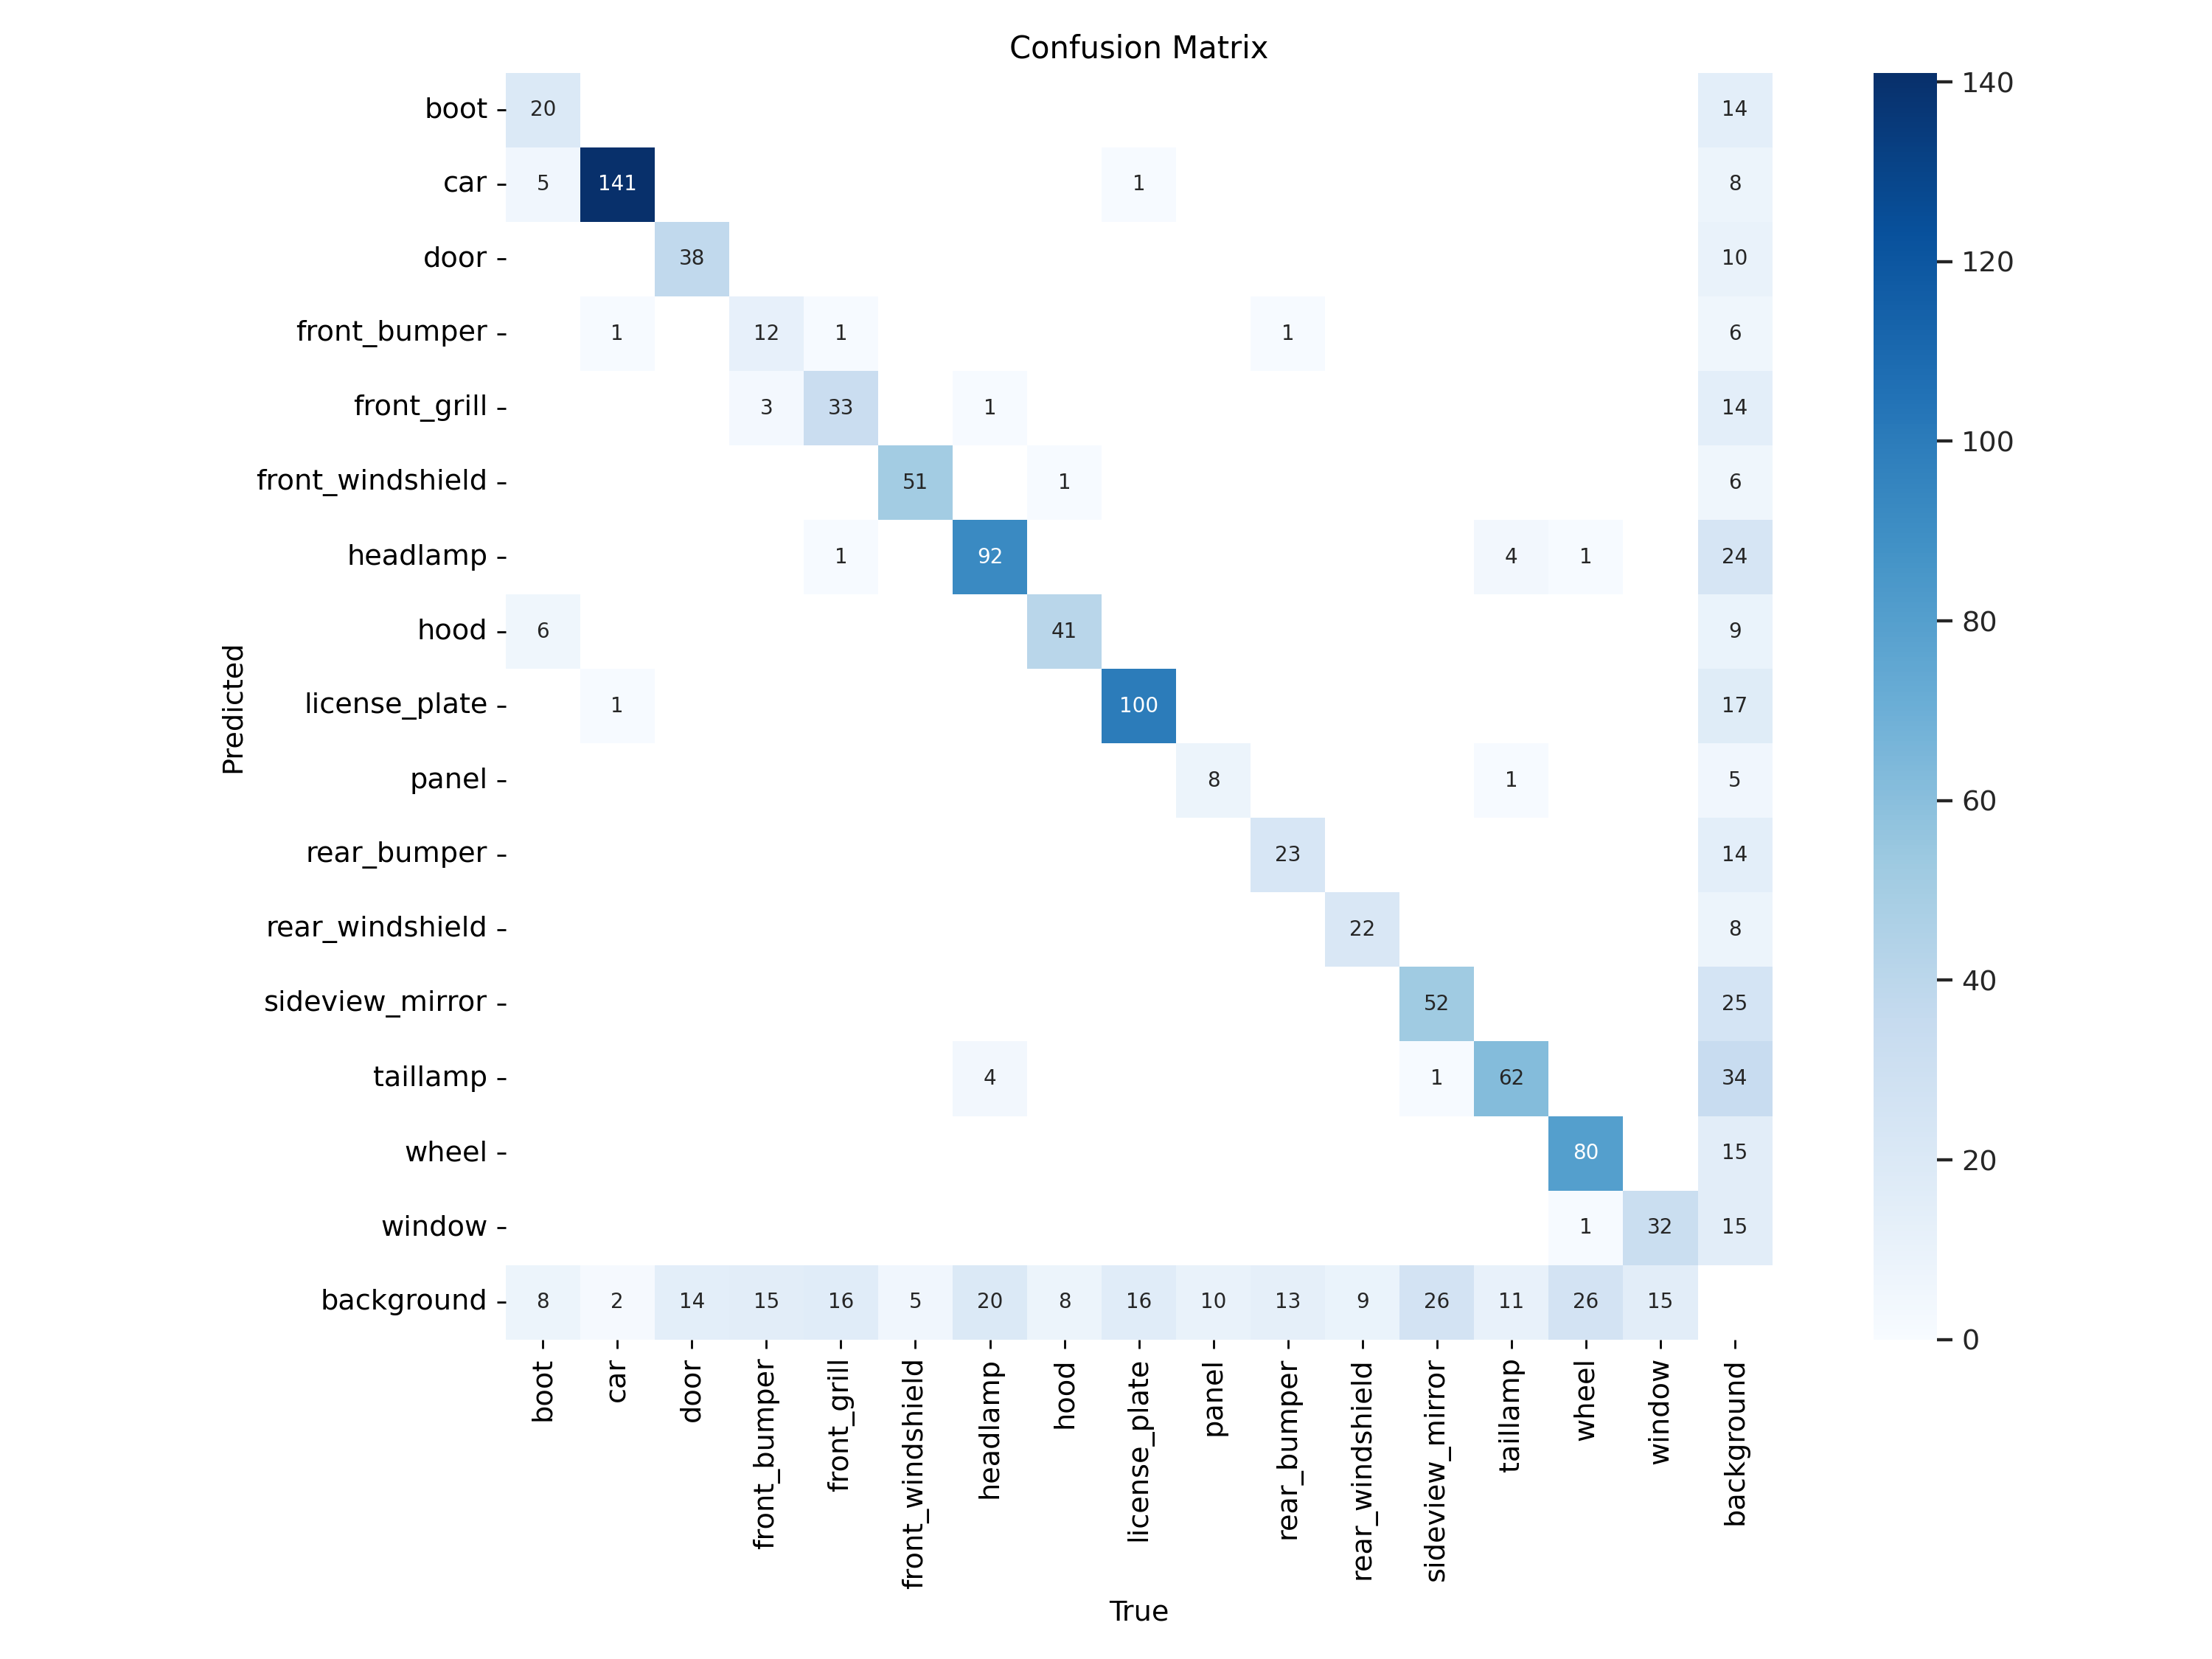 Confusion Matrix
boot 20 14
car 5 141 1 8
door 38 10
front_bumper 1 12 1 1 6
front_grill 3 33 1 14
front_windshield 51 1 6
headlamp 1 92 4 1 24
hood 6 41 9
license_plate 1 100 17
panel 8 1 5
rear_bumper 23 14
rear_windshield 22 8
sideview_mirror 52 25
taillamp 4 1 62 34
wheel 80 15
window 1 32 15
background 8 2 14 15 16 5 20 8 16 10 13 9 26 11 26 15
Predicted
boot car door front_bumper front_grill front_windshield headlamp hood license_plate panel rear_bumper rear_windshield sideview_mirror taillamp wheel window background
True
140
120
100
80
60
40
20
0